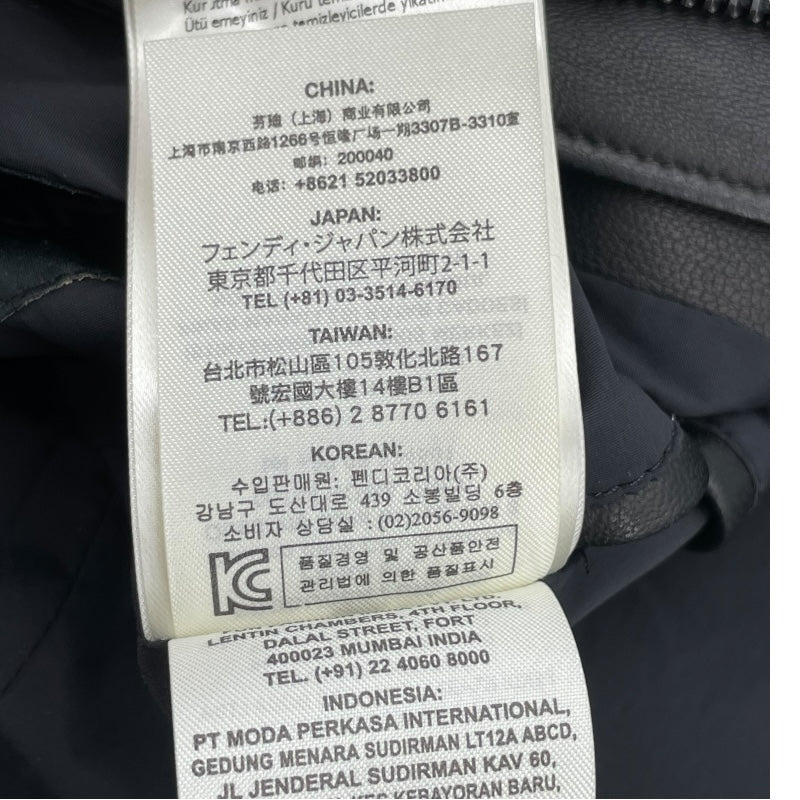 Ütü etmeyiniz / Kuru temizleyicilerde
CHINA:
芬迪（上海）商业有限公司
上海市南京西路1266号恒隆广场一期3307B-3310室
邮编：200040
电话：+8621 52033800
JAPAN:
フェンディ・ジャパン株式会社
東京都千代田区平河町2-1-1
TEL (+81) 03-3514-6170
TAIWAN:
台北市松山區105敦化北路167
號宏國大樓14樓B1區
TEL.:(+886) 2 8770 6161
KOREAN:
수입판매원: 펜디코리아(주)
강남구 도산대로 439 소봉빌딩 6층
소비자 상담실 :(02)2056-9098
KC
품질경영 및 공산품안전
관리법에 의한 품질표시
LENTIN CHAMBERS, 4TH FLOOR,
DALAL STREET, FORT
400023 MUMBAI INDIA
TEL. (+91) 22 4060 8000
INDONESIA:
PT MODA PERKASA INTERNATIONAL,
GEDUNG MENARA SUDIRMAN LT12A ABCD,
JL JENDERAL SUDIRMAN KAV 60,
KEBAYORAN BARU,